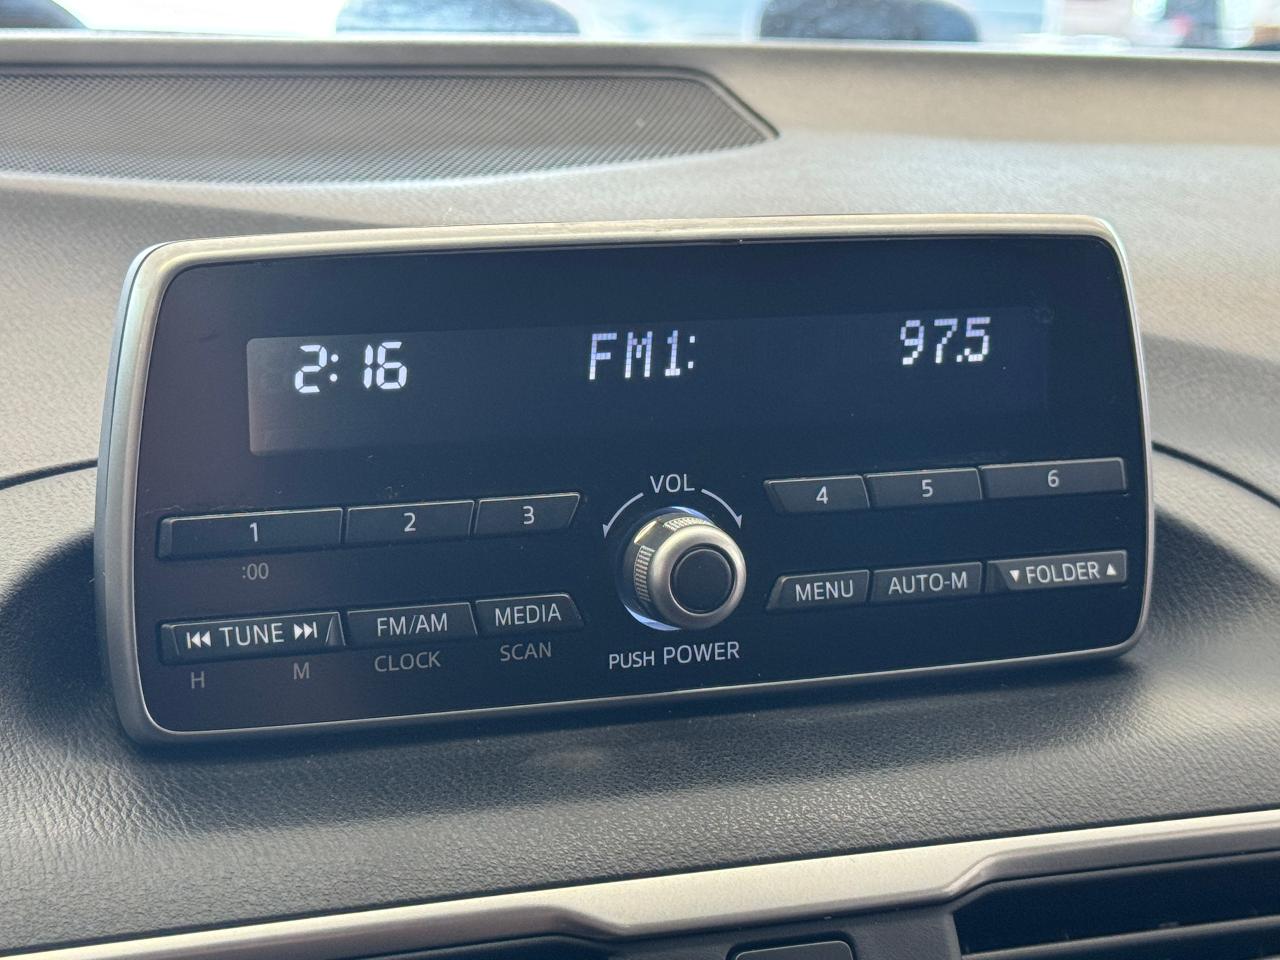 2:16 FM1: 97.5
VOL
1 2 3 4 5 6
:00
⏮ TUNE ⏭ FM/AM MEDIA MENU AUTO-M ▼ FOLDER ▲
H M CLOCK SCAN PUSH POWER